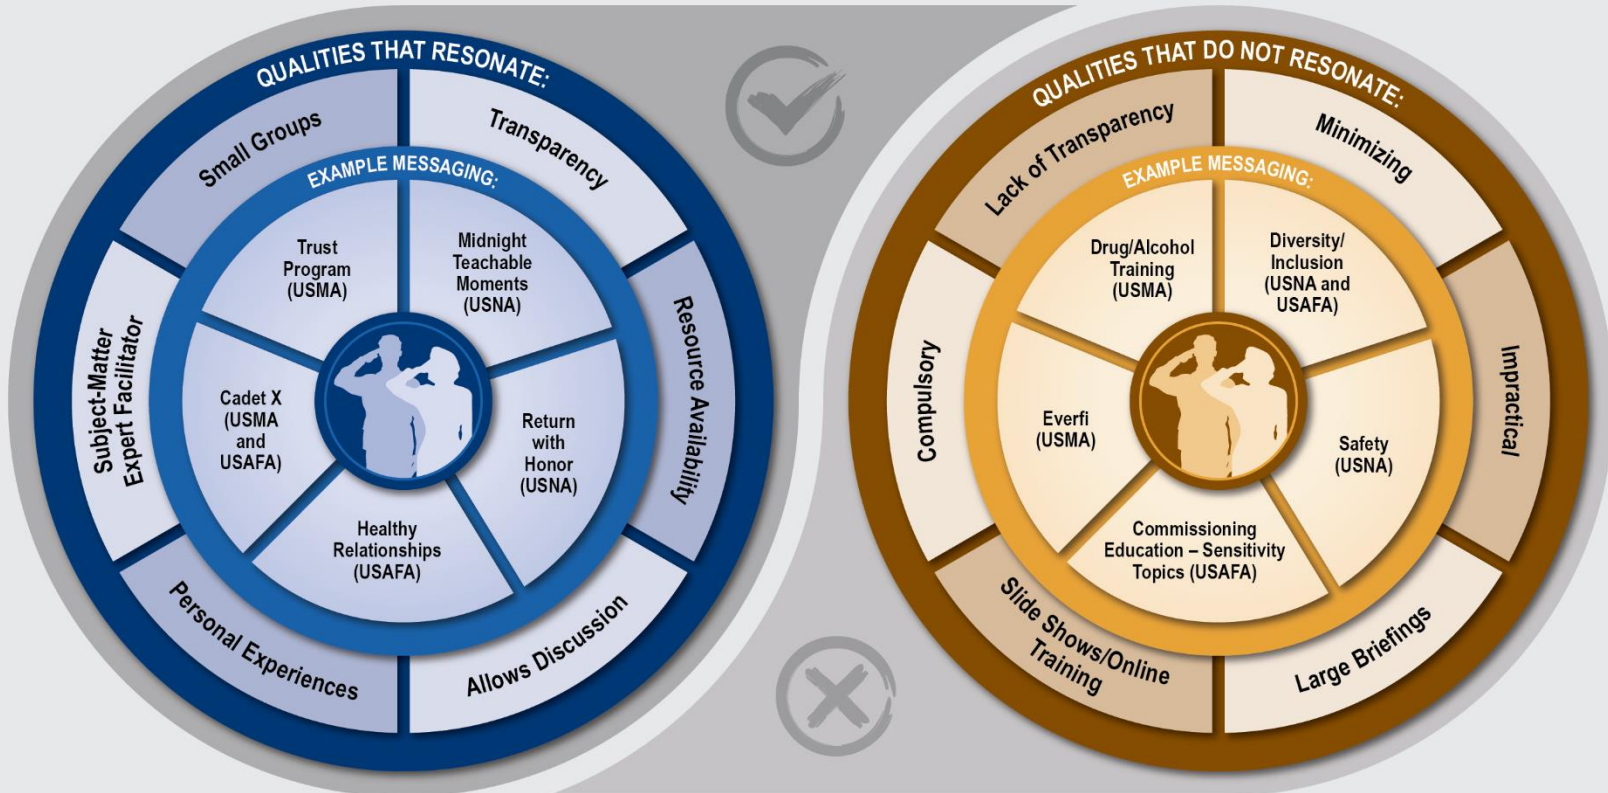 QUALITIES THAT RESONATE:
Small Groups
Transparency
Resource Availability
Allows Discussion
Personal Experiences
Subject-Matter
Expert Facilitator
EXAMPLE MESSAGING:
Trust
Program
(USMA)
Midnight
Teachable
Moments
(USNA)
Return
with
Honor
(USNA)
Healthy
Relationships
(USAFA)
Cadet X
(USMA
and
USAFA)
QUALITIES THAT DO NOT RESONATE:
Lack of Transparency
Minimizing
Impractical
Large Briefings
Slide Shows/Online
Training
Compulsory
EXAMPLE MESSAGING:
Drug/Alcohol
Training
(USMA)
Diversity/
Inclusion
(USNA and
USAFA)
Safety
(USNA)
Commissioning
Education – Sensitivity
Topics (USAFA)
Everfi
(USMA)